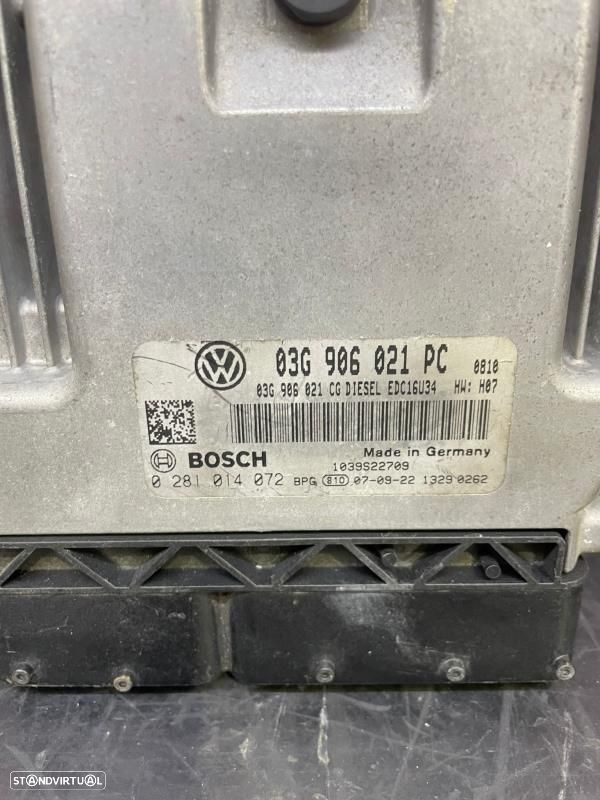 03G 906 021 PC 0810
03G 906 021 CG DIESEL EDC16U34 HW: H07
Made in Germany
BOSCH 1039S22709
0 281 014 072 BPG 810 07-09-22 1329 0262
STANDVIRTUAL